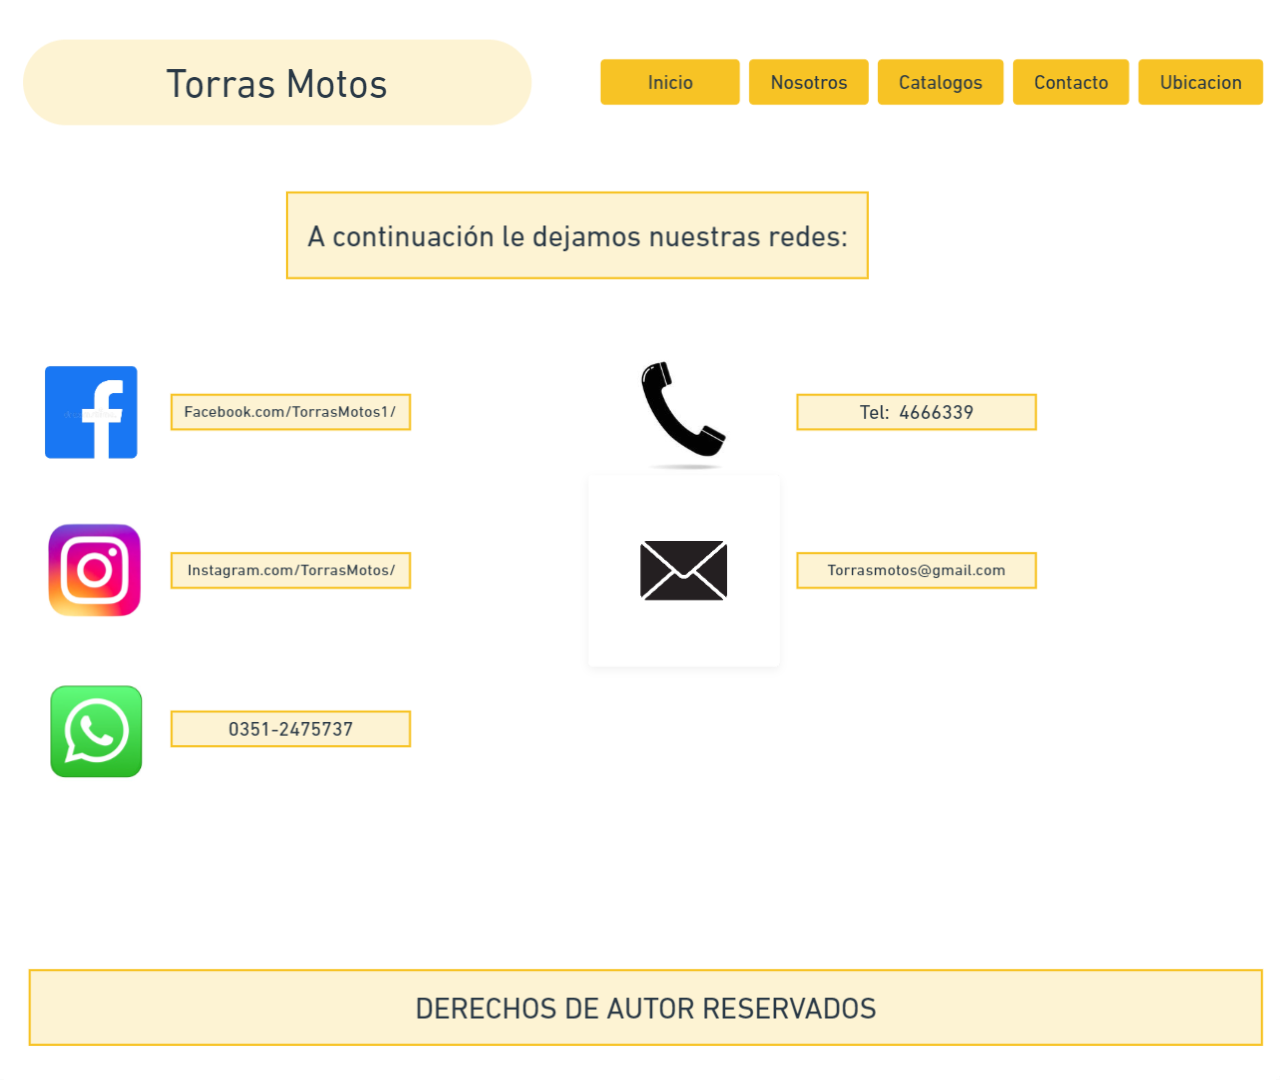 Torras Motos
Inicio
Nosotros
Catalogos
Contacto
Ubicacion
A continuación le dejamos nuestras redes:
Facebook.com/TorrasMotos1/
Tel: 4666339
Instagram.com/TorrasMotos/
Torrasmotos@gmail.com
0351-2475737
DERECHOS DE AUTOR RESERVADOS